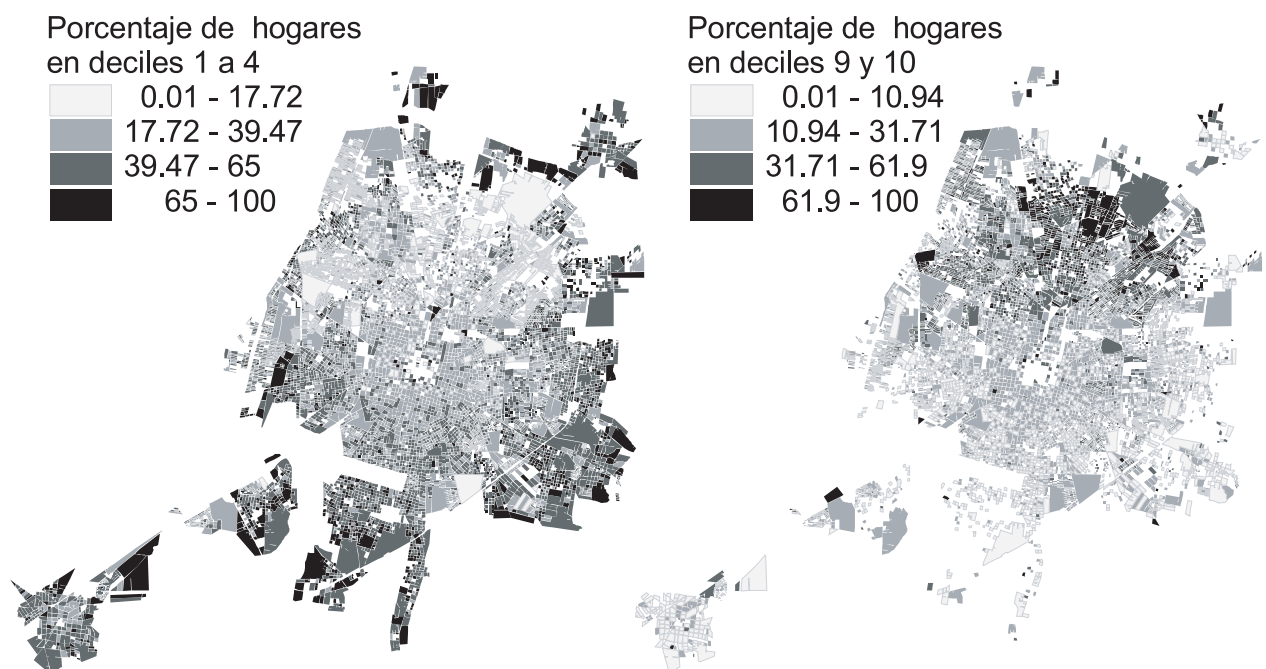 Porcentaje de hogares
en deciles 1 a 4
0.01 - 17.72
17.72 - 39.47
39.47 - 65
65 - 100
Porcentaje de hogares
en deciles 9 y 10
0.01 - 10.94
10.94 - 31.71
31.71 - 61.9
61.9 - 100